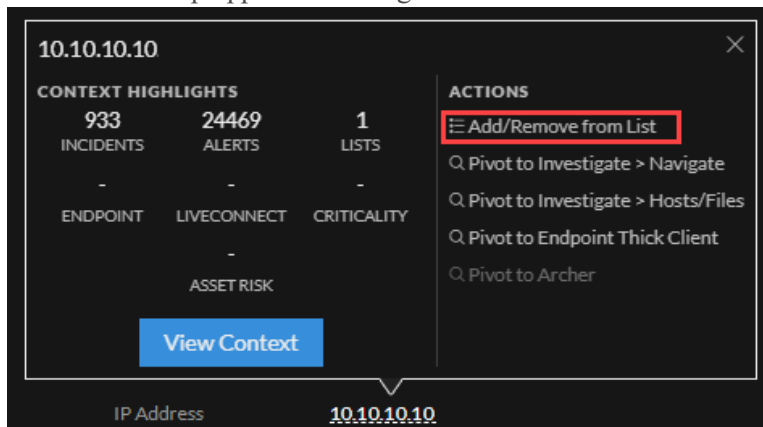 10.10.10.10
CONTEXT HIGHLIGHTS
933 24469 1
INCIDENTS ALERTS LISTS
- - -
ENDPOINT LIVECONNECT CRITICALITY
-
ASSET RISK
View Context
ACTIONS
Add/Remove from List
Pivot to Investigate > Navigate
Pivot to Investigate > Hosts/Files
Pivot to Endpoint Thick Client
Pivot to Archer
IP Address 10.10.10.10